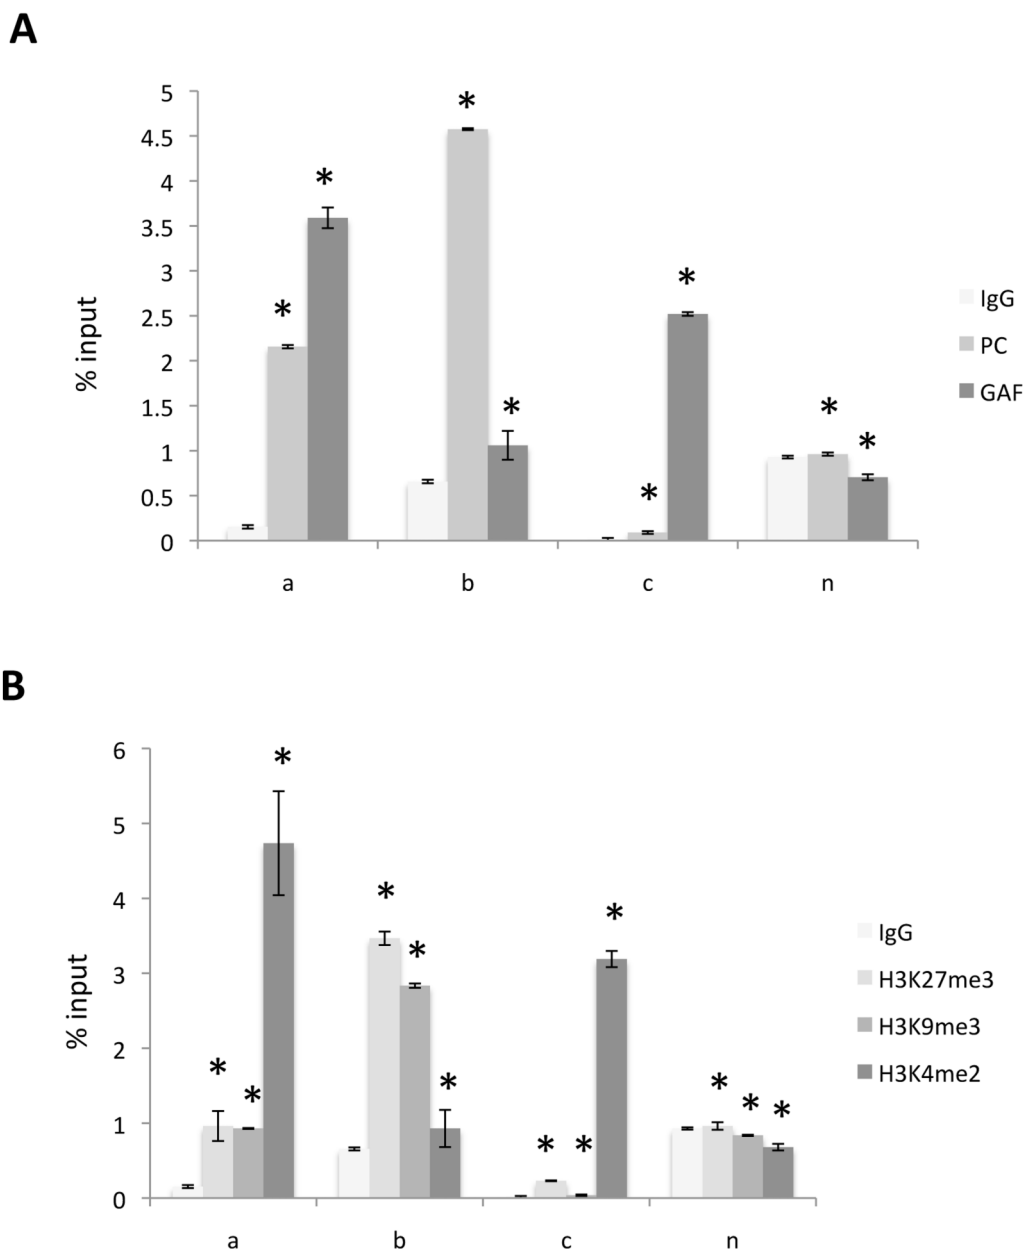 A
5
4.5
4
3.5
3
2.5
2
1.5
1
0.5
0
% input
* * * * * * * *
a b c n
IgG
PC
GAF
B
6
5
4
3
2
1
0
% input
* * * * * * * * * * * *
a b c n
IgG
H3K27me3
H3K9me3
H3K4me2